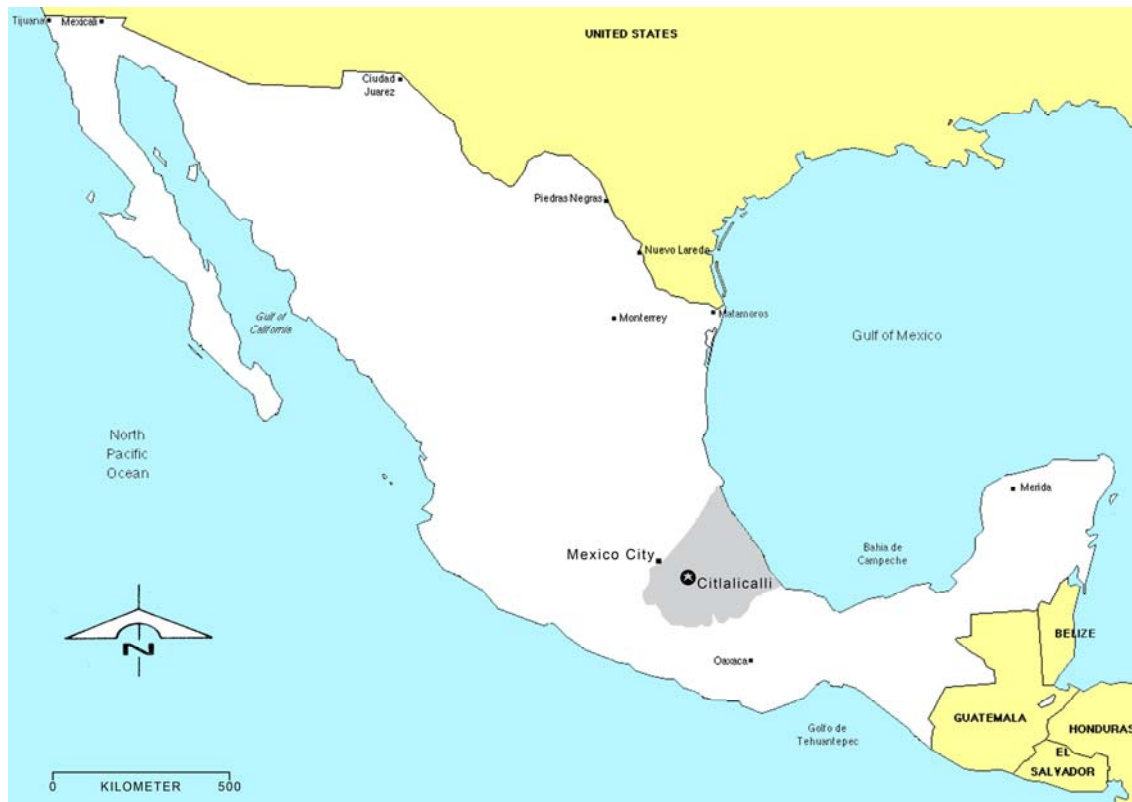 Tijuana
Mexicali
UNITED STATES
Ciudad
Juarez
Piedras Negras
Nuevo Laredo
Gulf of
California
Monterrey
Matamoros
Gulf of Mexico
North
Pacific
Ocean
Merida
Mexico City
Bahia de
Campeche
Citlalicalli
N
BELIZE
Oaxaca
GUATEMALA
HONDURAS
Golfo de
Tehuantepec
EL
SALVADOR
0 KILOMETER 500